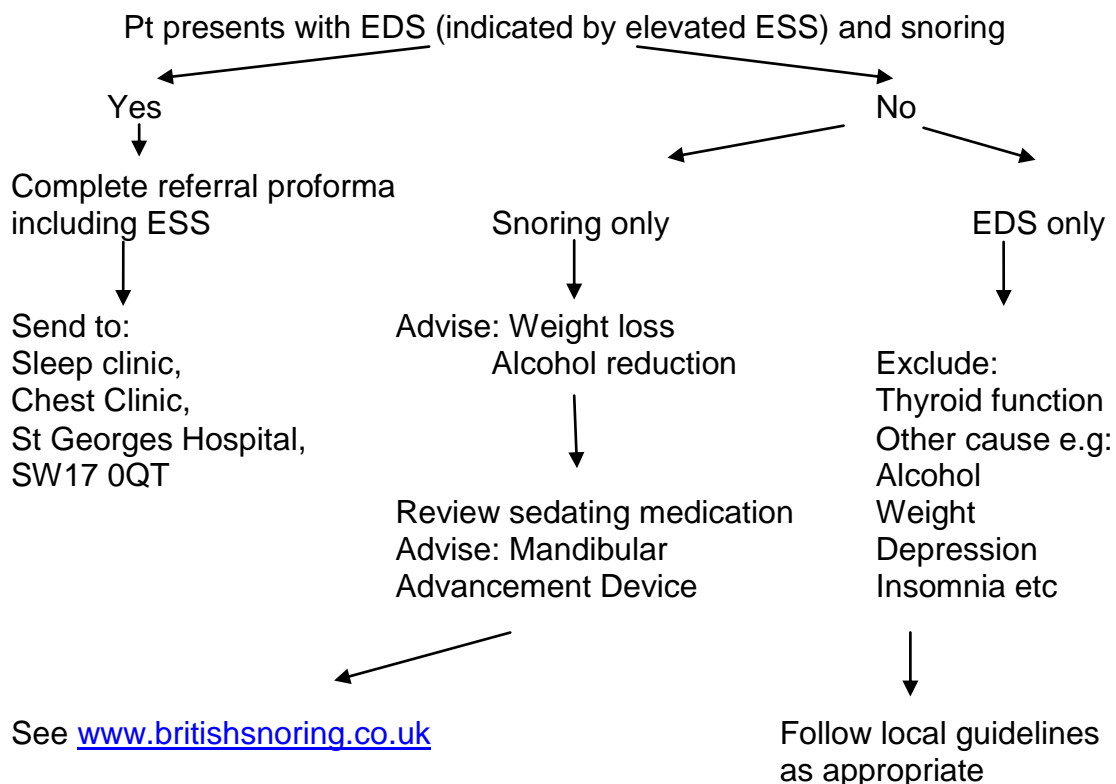 Pt presents with EDS (indicated by elevated ESS) and snoring
Yes
No
Complete referral proforma
including ESS
Snoring only
EDS only
Send to:
Sleep clinic,
Chest Clinic,
St Georges Hospital,
SW17 0QT
Advise: Weight loss
Alcohol reduction
Exclude:
Thyroid function
Other cause e.g:
Alcohol
Weight
Depression
Insomnia etc
Review sedating medication
Advise: Mandibular
Advancement Device
See www.britishsnoring.co.uk
Follow local guidelines
as appropriate